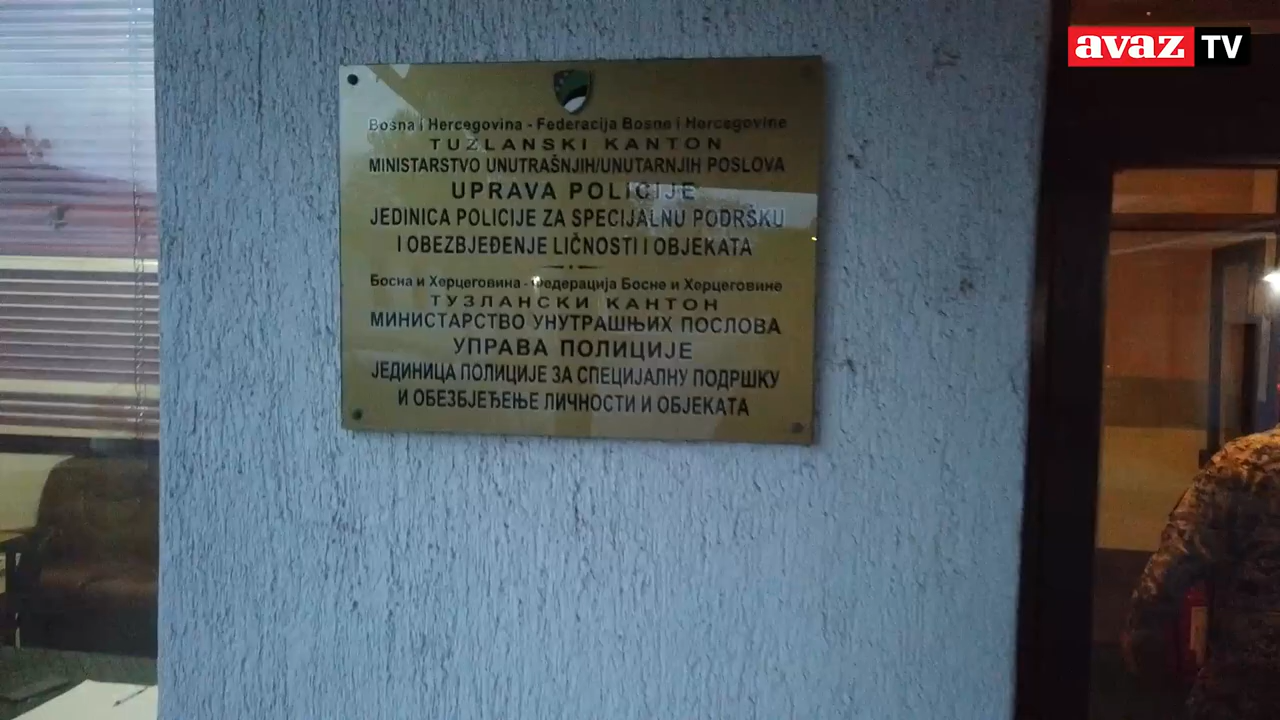 avaz TV
Bosna i Hercegovina - Federacija Bosne i Hercegovine
TUZLANSKI KANTON
MINISTARSTVO UNUTRAŠNJIH/UNUTARNJIH POSLOVA
UPRAVA POLICIJE
JEDINICA POLICIJE ZA SPECIJALNU PODRŠKU
I OBEZBJEĐENJE LIČNOSTI I OBJEKATA
Босна и Херцеговина - Федерација Босне и Херцеговине
ТУЗЛАНСКИ КАНТОН
МИНИСТАРСТВО УНУТРАШЊИХ ПОСЛОВА
УПРАВА ПОЛИЦИЈЕ
ЈЕДИНИЦА ПОЛИЦИЈЕ ЗА СПЕЦИЈАЛНУ ПОДРШКУ
И ОБЕЗБЈЕЂЕЊЕ ЛИЧНОСТИ И ОБЈЕКАТА